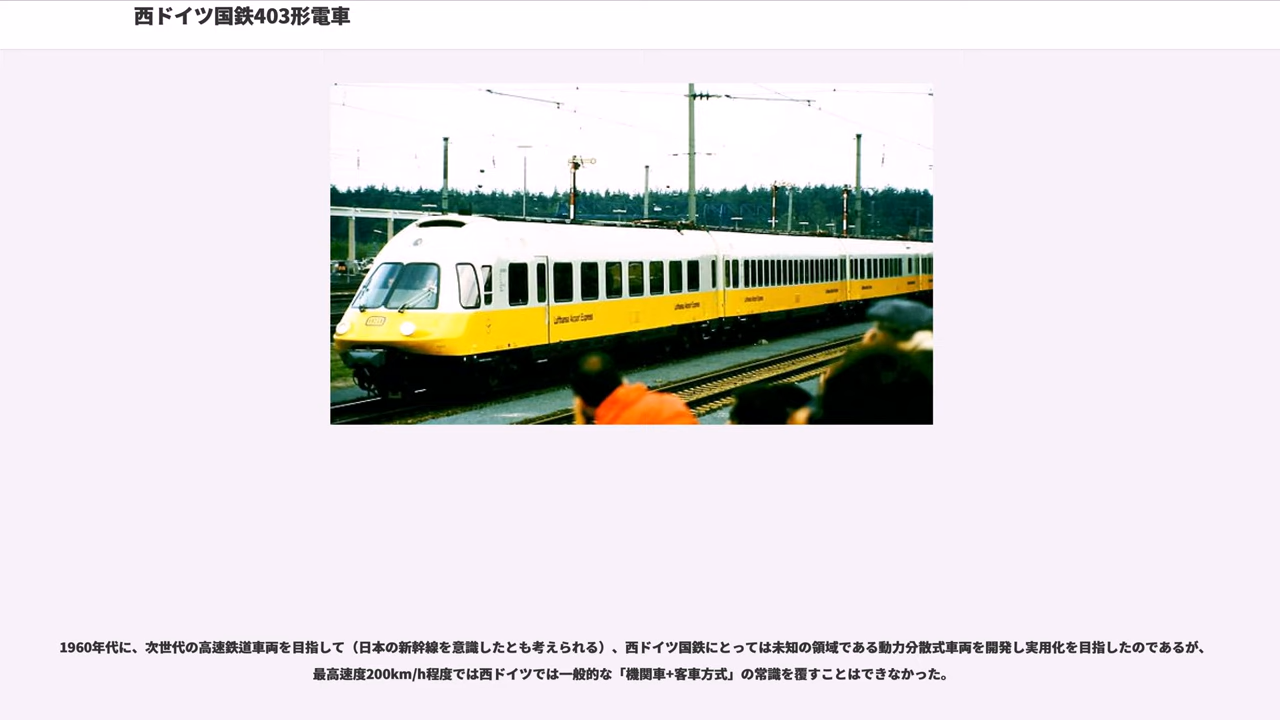 西ドイツ国鉄403形電車
Lufthansa Airport Express
1960年代に、次世代の高速鉄道車両を目指して（日本の新幹線を意識したとも考えられる）、西ドイツ国鉄にとっては未知の領域である動力分散式車両を開発し実用化を目指したのであるが、
最高速度200km/h程度では西ドイツでは一般的な「機関車+客車方式」の常識を覆すことはできなかった。